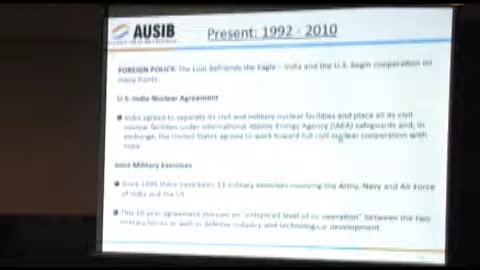 AUSIB
Present: 1992 - 2010
FOREIGN POLICY: The Lion Befriends the Eagle – India and the U.S. begin cooperation on
many fronts.
U.S.-India Nuclear Agreement
India agreed to separate its civil and military nuclear facilities and place all its civil
nuclear facilities under International Atomic Energy Agency (IAEA) safeguards and, in
exchange, the United States agreed to work toward full civil nuclear cooperation with
India.
Joint Military Exercises
Since 1995 there have been 13 military exercises involving the Army, Navy and Air Force
of India and the US
This 10 year agreement stresses an "enhanced level of co-operation" between the two
military forces as well as defense industry and technological development.